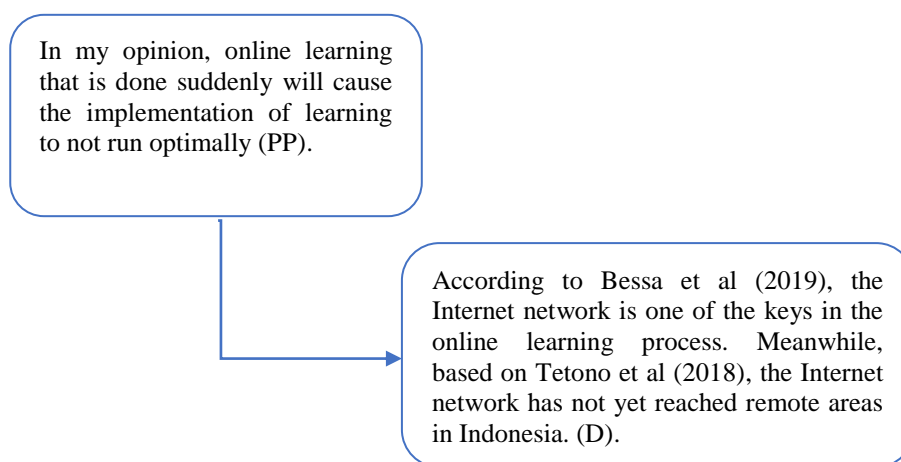 In my opinion, online learning
that is done suddenly will cause
the implementation of learning
to not run optimally (PP).
According to Bessa et al (2019), the
Internet network is one of the keys in the
online learning process. Meanwhile,
based on Tetono et al (2018), the Internet
network has not yet reached remote areas
in Indonesia. (D).